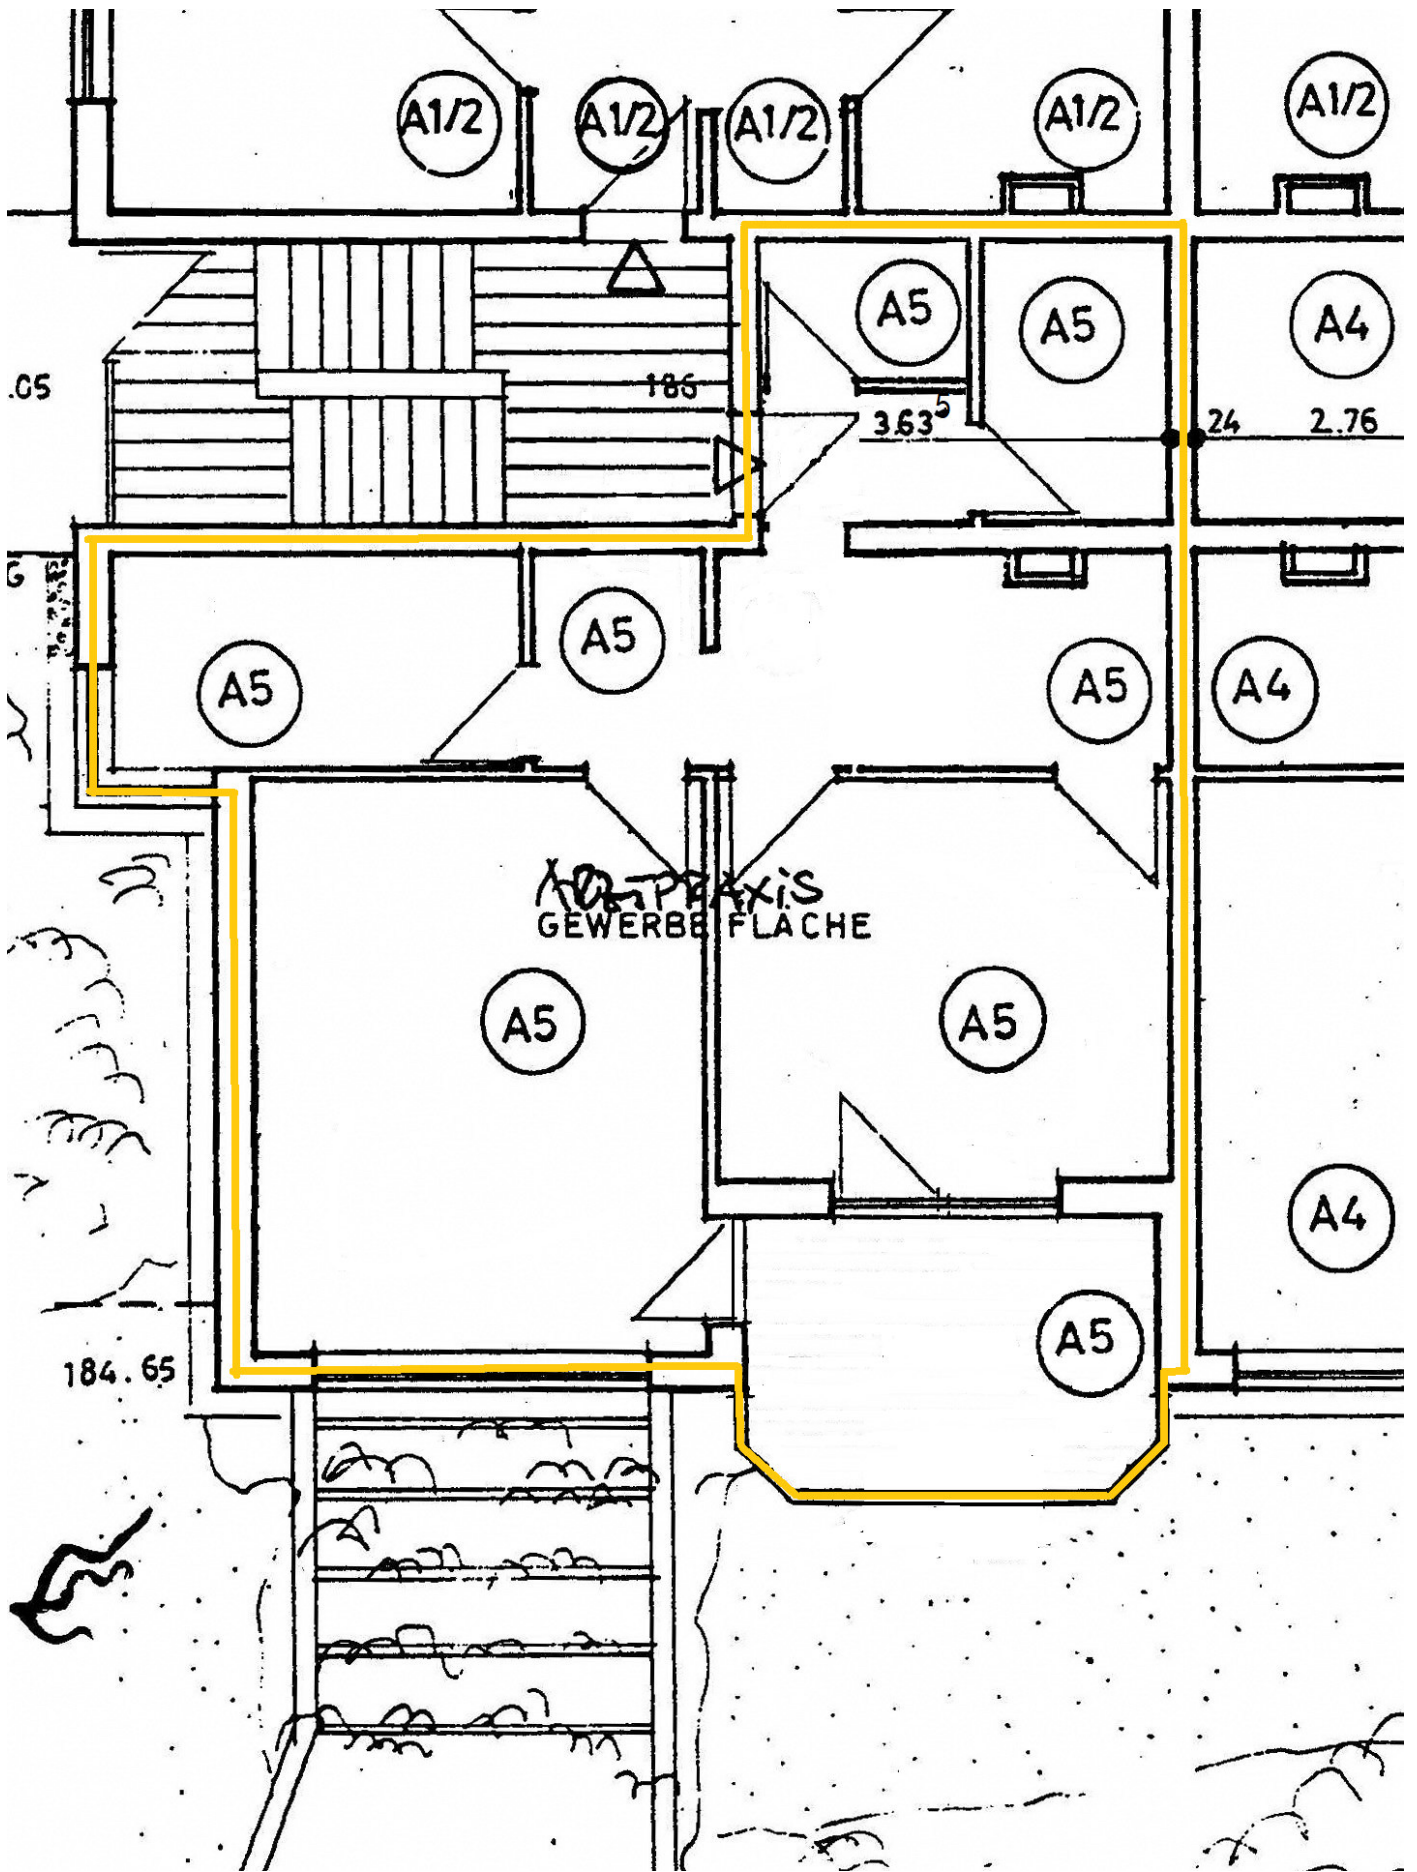 A1/2 A1/2 A1/2 A1/2 A1/2
A5 A5 A4
.05 186 3.63⁵ 24 2.76
G
A5 A5 A5 A4
GEWERBE FLÄCHE
A5 A5
A4
A5
184.65